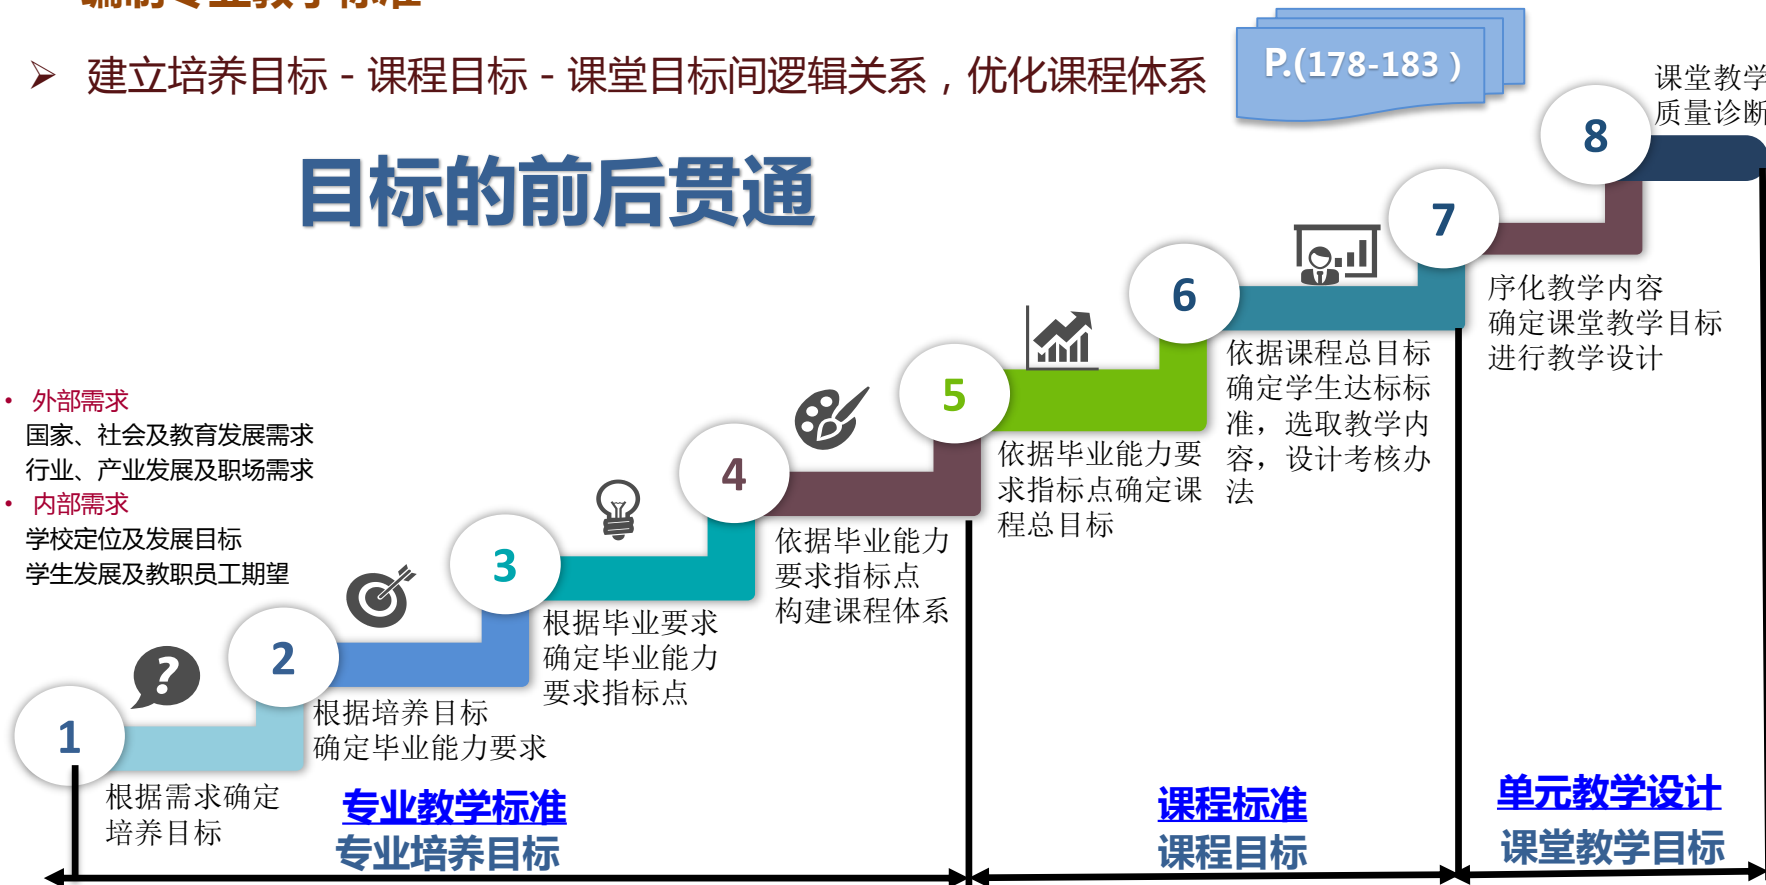 编制专业教学标准
建立培养目标 - 课程目标 - 课堂目标间逻辑关系，优化课程体系
P.(178-183 )
目标的前后贯通
课堂教学
质量诊断
8
7
序化教学内容
确定课堂教学目标
进行教学设计
6
依据课程总目标
确定学生达标标
准，选取教学内
容，设计考核办
法
5
依据毕业能力要
求指标点确定课
程总目标
4
依据毕业能力
要求指标点
构建课程体系
• 外部需求
国家、社会及教育发展需求
行业、产业发展及职场需求
• 内部需求
学校定位及发展目标
学生发展及教职员工期望
3
根据毕业要求
确定毕业能力
要求指标点
2
根据培养目标
确定毕业能力要求
?
1
根据需求确定
培养目标
专业教学标准
专业培养目标
课程标准
课程目标
单元教学设计
课堂教学目标